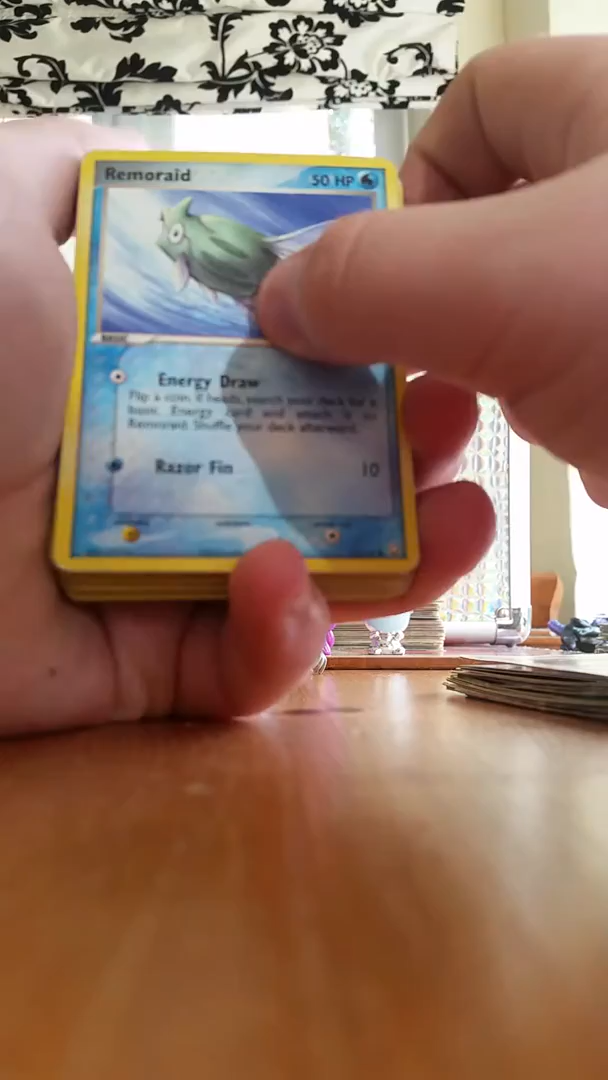 Remoraid 50 HP
BASIC
Energy Draw
Flip a coin. If heads, search your deck for a
basic Energy card and attach it to
Remoraid. Shuffle your deck afterward.
Razor Fin 10